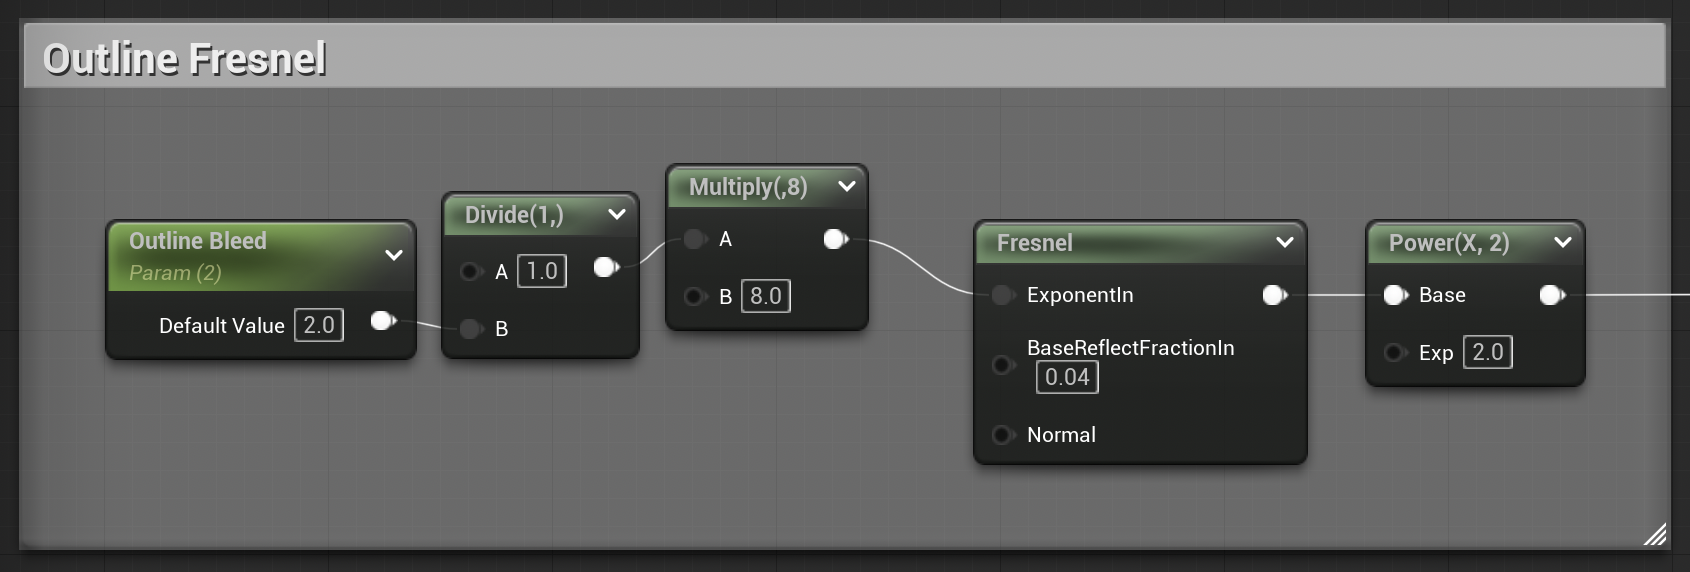 Outline Fresnel
Outline Bleed
Param (2)
Default Value 2.0
Divide(1,)
A 1.0
B
Multiply(,8)
A
B 8.0
Fresnel
ExponentIn
BaseReflectFractionIn
0.04
Normal
Power(X, 2)
Base
Exp 2.0